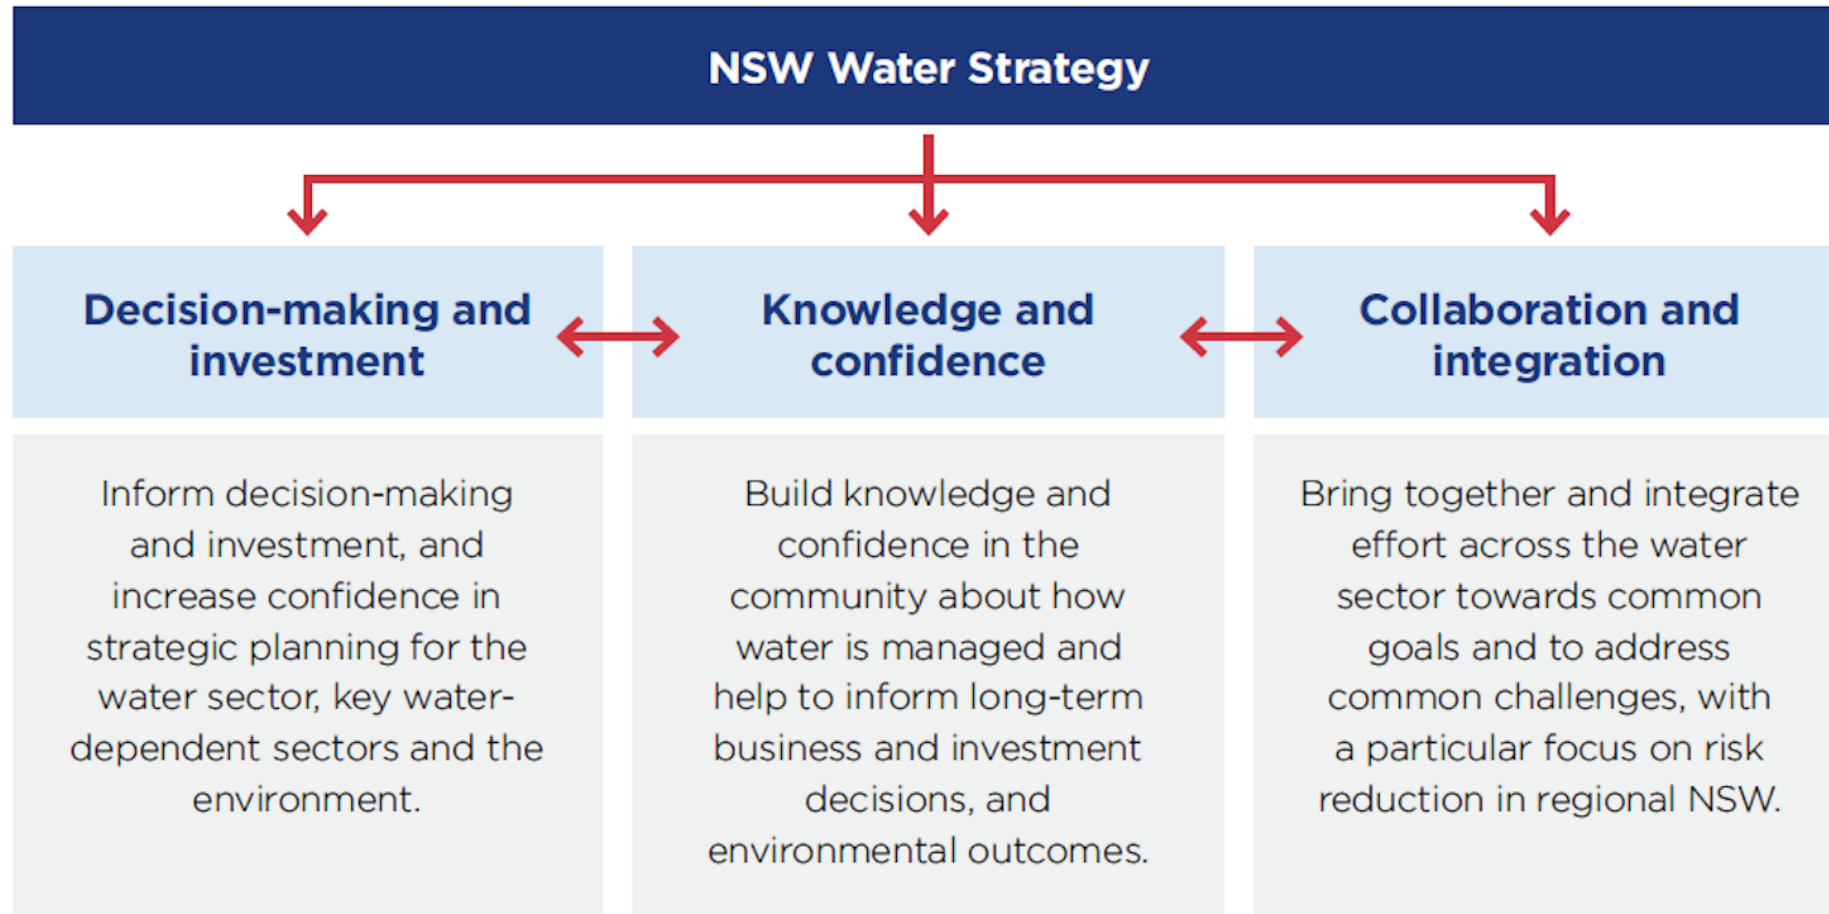 NSW Water Strategy
Decision-making and
investment
Knowledge and
confidence
Collaboration and
integration
Inform decision-making
and investment, and
increase confidence in
strategic planning for the
water sector, key water-
dependent sectors and the
environment.
Build knowledge and
confidence in the
community about how
water is managed and
help to inform long-term
business and investment
decisions, and
environmental outcomes.
Bring together and integrate
effort across the water
sector towards common
goals and to address
common challenges, with
a particular focus on risk
reduction in regional NSW.